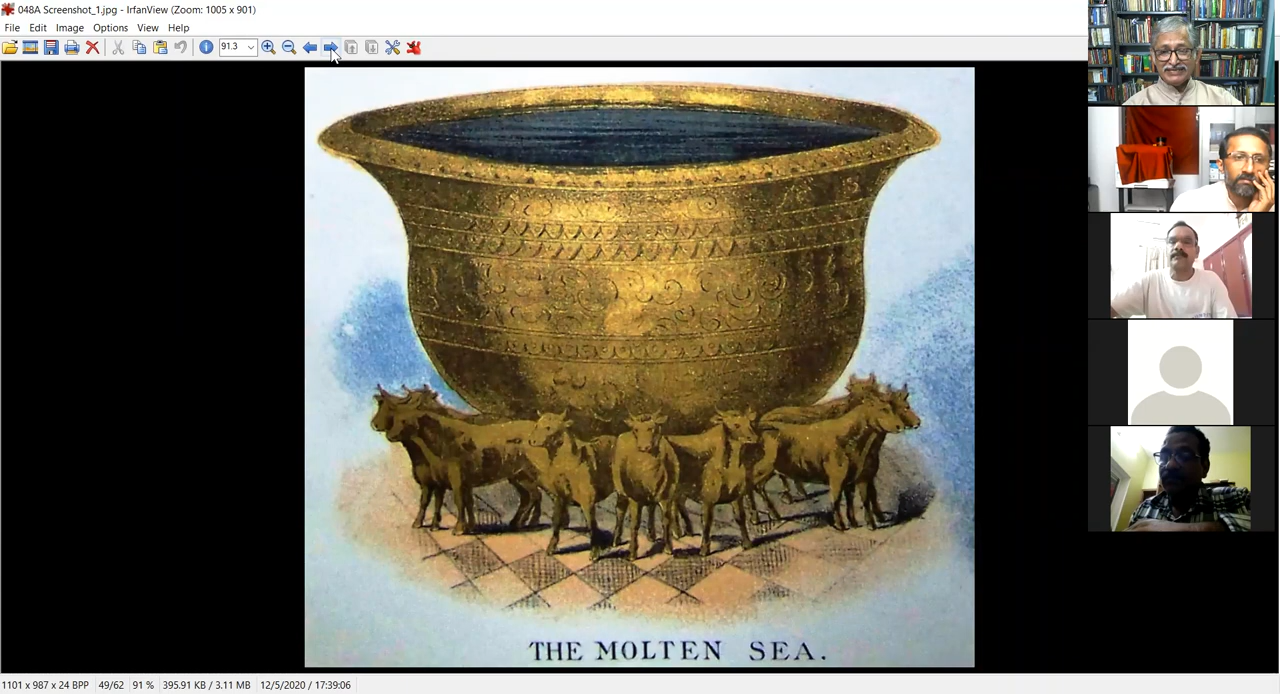 048A Screenshot_1.jpg - IrfanView (Zoom: 1005 x 901)
File Edit Image Options View Help
91.3
THE MOLTEN SEA.
1101 x 987 x 24 BPP 49/62 91 % 395.91 KB / 3.11 MB 12/5/2020 / 17:39:06